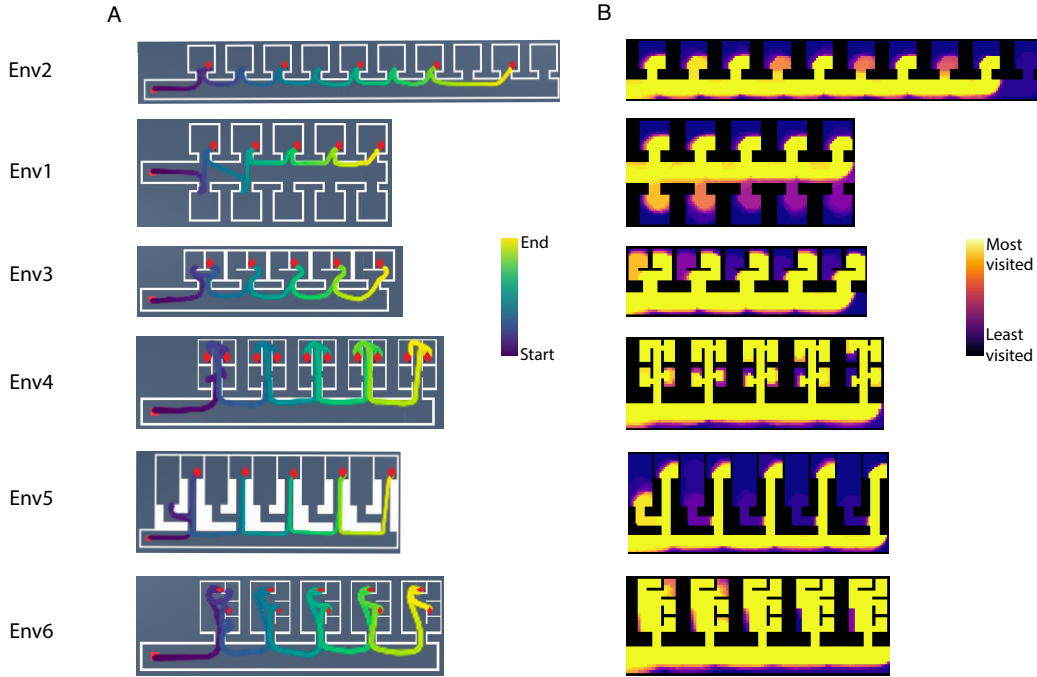 A
B
Env2
Env1
Env3
End
Start
Most
visited
Least
visited
Env4
Env5
Env6